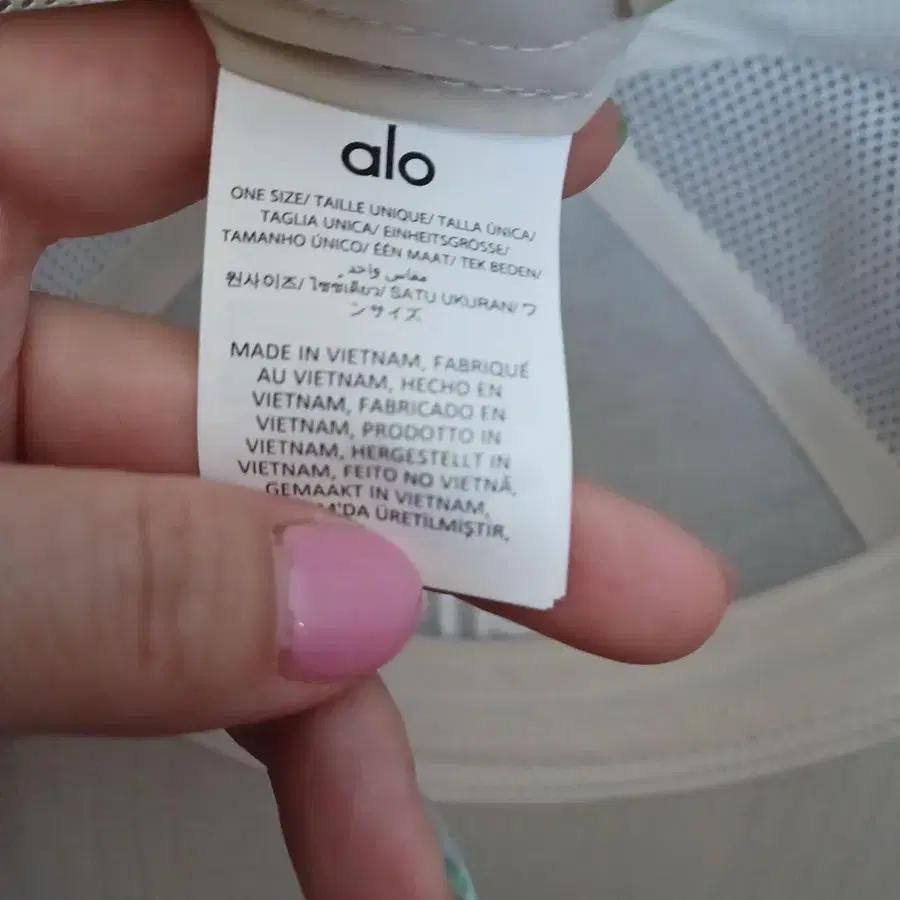 alo
ONE SIZE/ TAILLE UNIQUE/ TALLA ÚNICA/
TAGLIA UNICA/ EINHEITSGRÖSSE/
TAMANHO ÚNICO/ ÉÉN MAAT/ TEK BEDEN/
مقاس واحد/
원사이즈/ ไซซ์เดียว/ SATU UKURAN/ ワ
ンサイズ
MADE IN VIETNAM, FABRIQUÉ
AU VIETNAM, HECHO EN
VIETNAM, FABRICADO EN
VIETNAM, PRODOTTO IN
VIETNAM, HERGESTELLT IN
VIETNAM, FEITO NO VIETNÃ,
GEMAAKT IN VIETNAM,
M'DA ÜRETİLMİŞTİR,